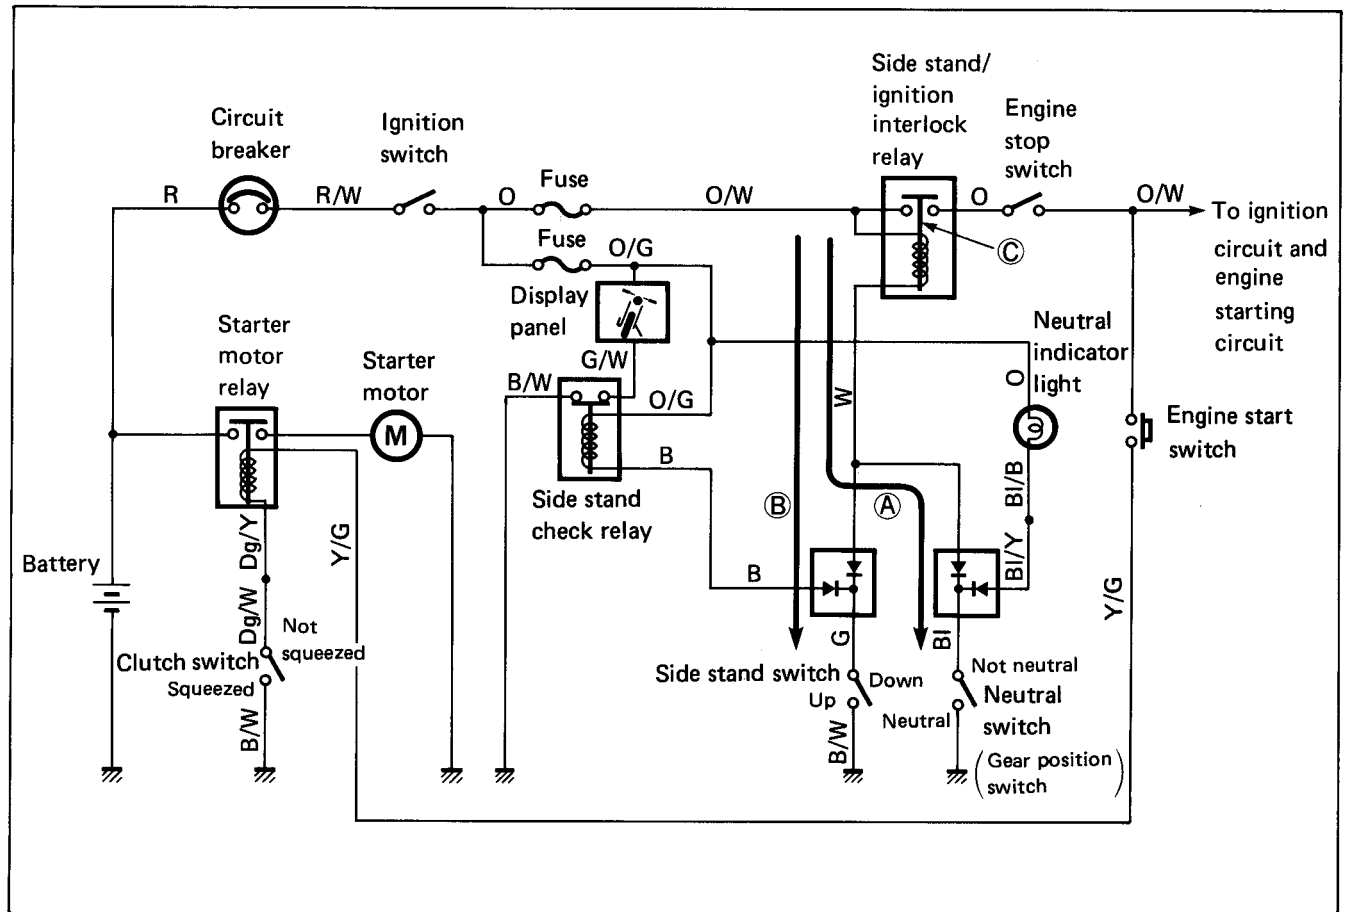 Side stand/
ignition
interlock
relay
Engine
stop
switch
Circuit
breaker
Ignition
switch
Fuse
R
R/W
O
O/W
O
O/W
To ignition
circuit and
engine
starting
circuit
Fuse
O/G
Ⓒ
Display
panel
Starter
motor
relay
Starter
motor
M
G/W
B/W
O/G
B
Side stand
check relay
W
Neutral
indicator
light
O
Engine start
switch
Bl/B
Ⓑ
Ⓐ
Battery
Dg/Y
Y/G
B
Bl/Y
Y/G
Dg/W
Not
squeezed
Clutch switch
Squeezed
B/W
G
Bl
Side stand switch
Down
Up
B/W
Not neutral
Neutral
Neutral
switch
(Gear position
switch)